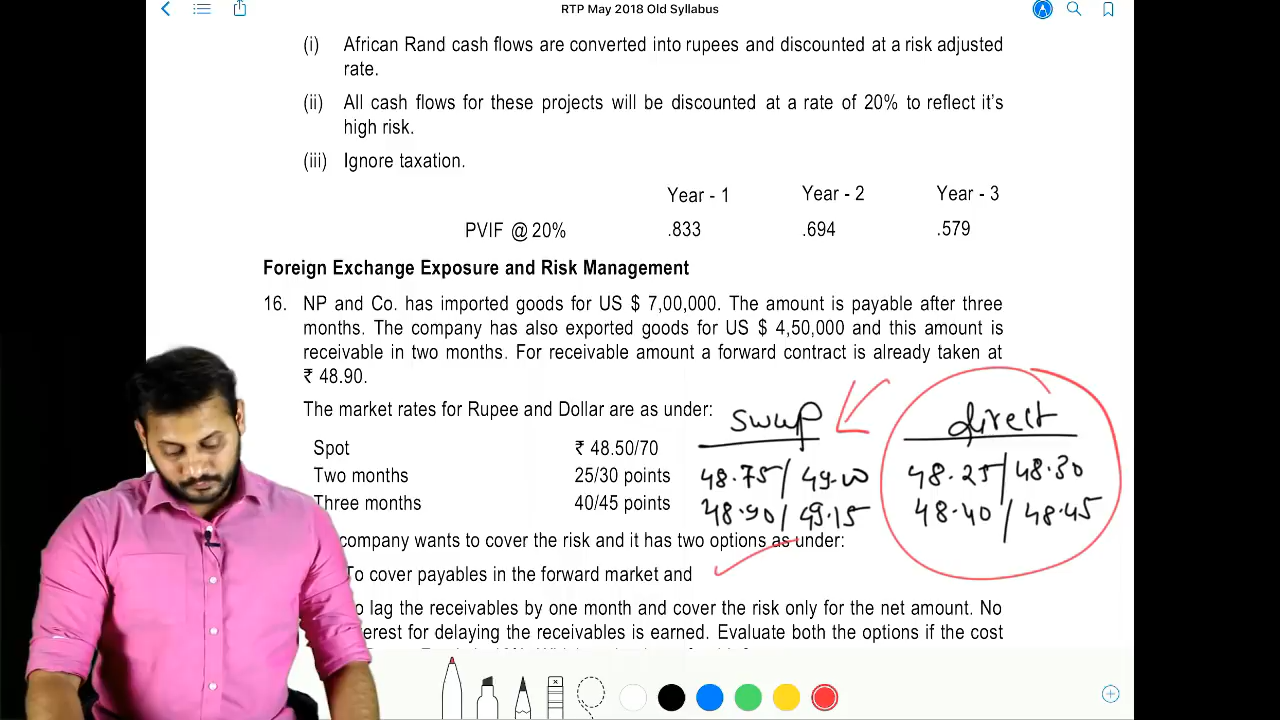 RTP May 2018 Old Syllabus
(i) African Rand cash flows are converted into rupees and discounted at a risk adjusted
rate.
(ii) All cash flows for these projects will be discounted at a rate of 20% to reflect it's
high risk.
(iii) Ignore taxation.
Year - 1 Year - 2 Year - 3
PVIF @ 20% .833 .694 .579
Foreign Exchange Exposure and Risk Management
16. NP and Co. has imported goods for US $ 7,00,000. The amount is payable after three
months. The company has also exported goods for US $ 4,50,000 and this amount is
receivable in two months. For receivable amount a forward contract is already taken at
₹ 48.90.
The market rates for Rupee and Dollar are as under: swap direct
Spot ₹ 48.50/70
Two months 25/30 points 48.75/ 49.00 48.25/48.30
Three months 40/45 points 48.90/ 49.15 48.40/ 48.45
company wants to cover the risk and it has two options as under:
To cover payables in the forward market and
o lag the receivables by one month and cover the risk only for the net amount. No
erest for delaying the receivables is earned. Evaluate both the options if the cost